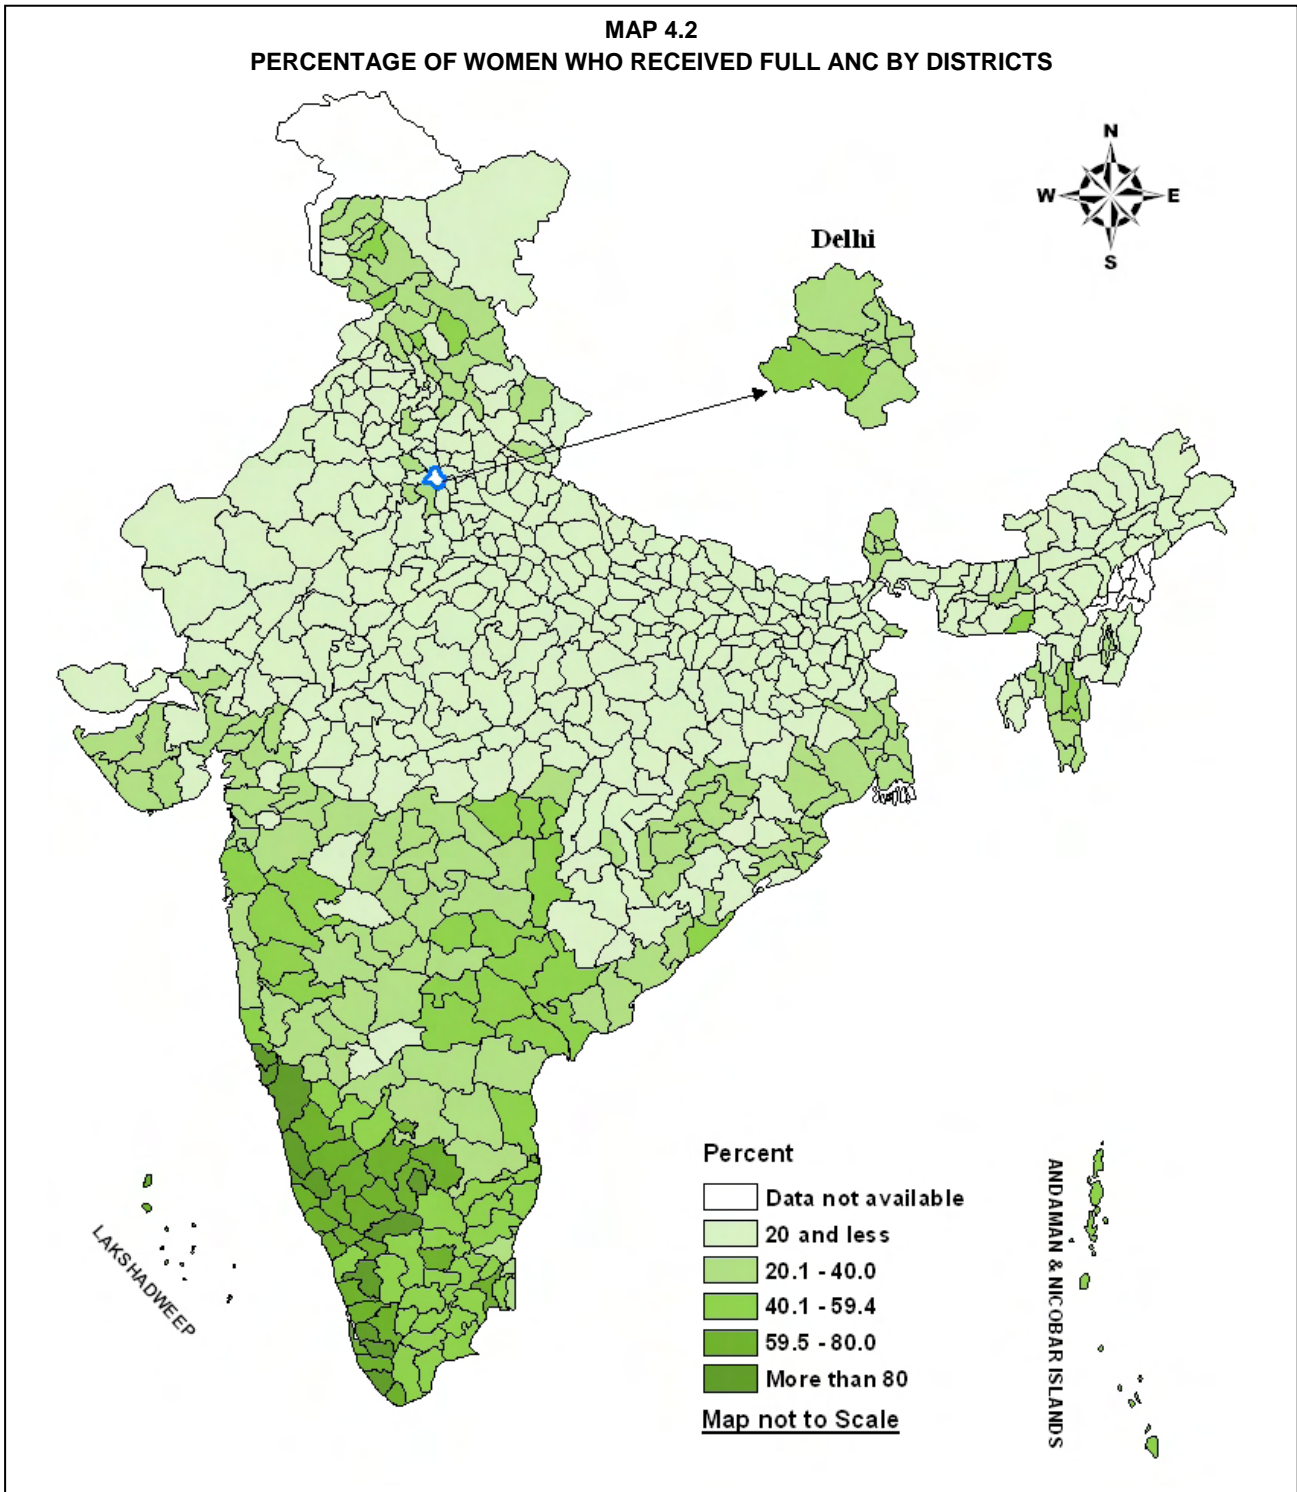 MAP 4.2
PERCENTAGE OF WOMEN WHO RECEIVED FULL ANC BY DISTRICTS
N
W E
S
Delhi
Percent
Data not available
20 and less
20.1 - 40.0
40.1 - 59.4
59.5 - 80.0
More than 80
Map not to Scale
LAKSHADWEEP
ANDAMAN & NICOBAR ISLANDS